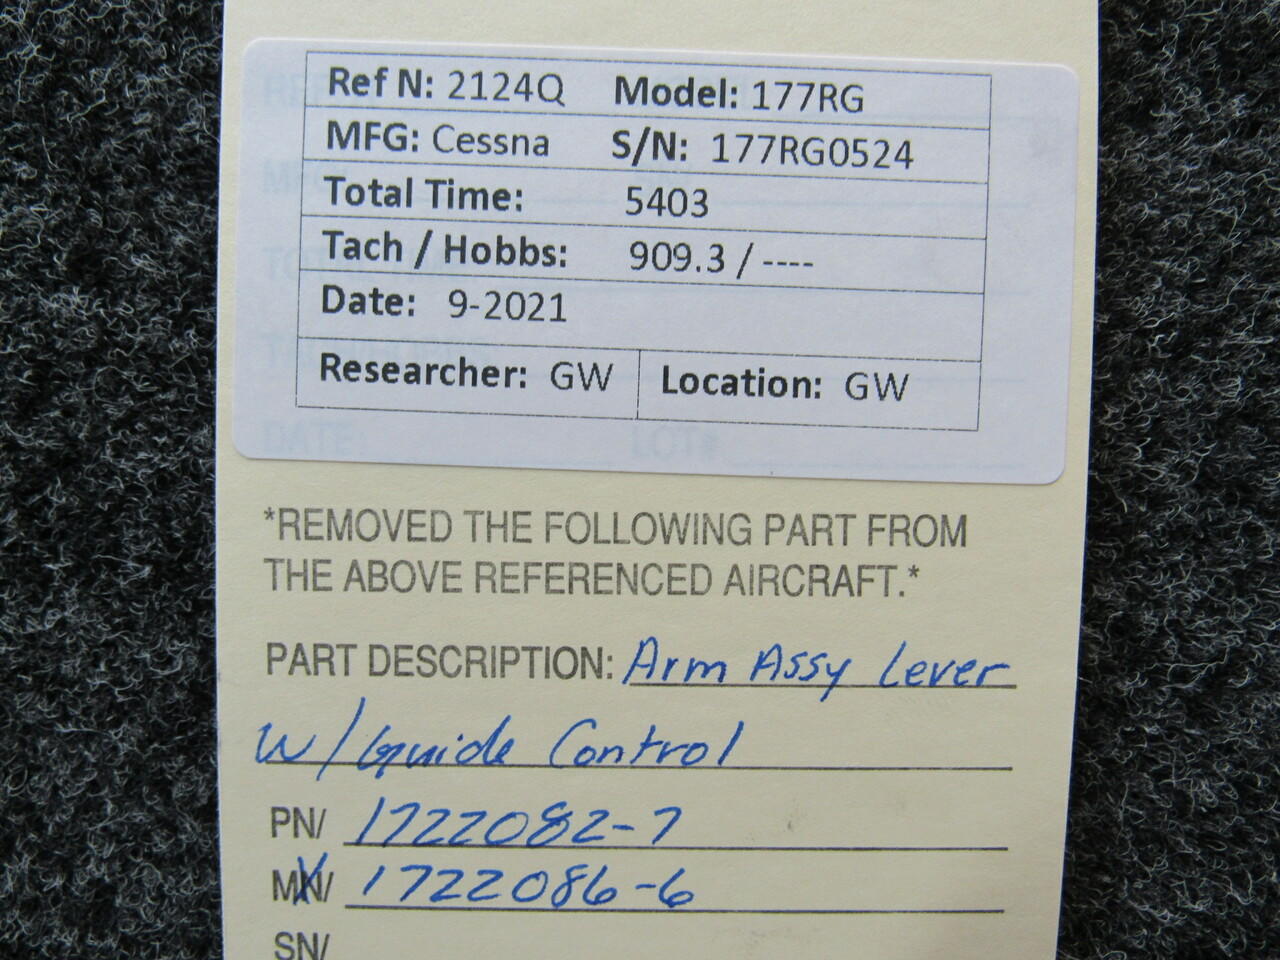 Ref N: 2124Q Model: 177RG
MFG: Cessna S/N: 177RG0524
Total Time: 5403
Tach / Hobbs: 909.3 / ----
Date: 9-2021
Researcher: GW Location: GW
DATE: LOT#
*REMOVED THE FOLLOWING PART FROM
THE ABOVE REFERENCED AIRCRAFT.*
PART DESCRIPTION: Arm Assy Lever
w/Guide Control
PN/ 1722082-7
MN/ 1722086-6
SN/